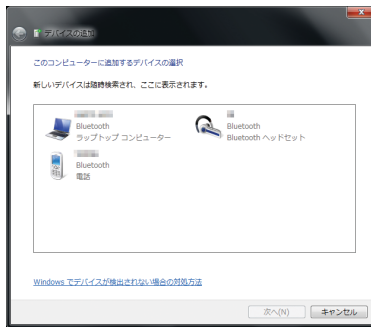 デバイスの追加
このコンピューターに追加するデバイスの選択
新しいデバイスは随時検索され、ここに表示されます。
Bluetooth
ラップトップ コンピューター
Bluetooth
Bluetooth ヘッドセット
Bluetooth
電話
Windows でデバイスが検出されない場合の対処方法
次へ(N)
キャンセル